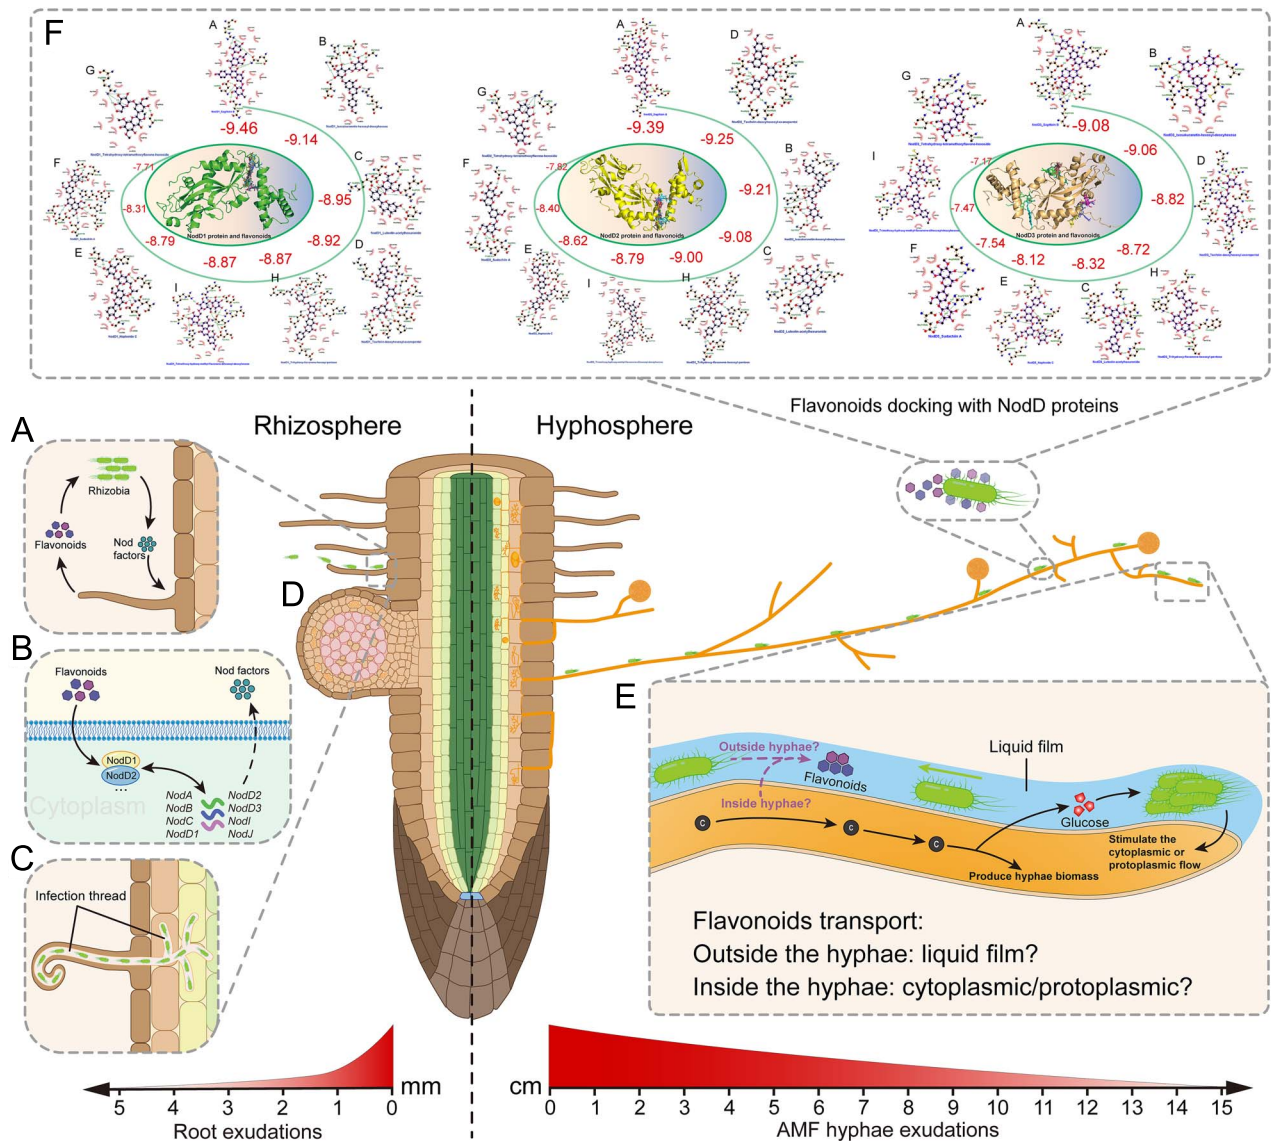 F
A
B
G
-9.46
-9.14
C
F
-7.71
-8.95
-8.31
NodD1 protein and flavonoids
-8.92
-8.79
-8.87
-8.87
D
E
I
H
A
D
G
-9.39
-9.25
B
F
-7.82
-9.21
-8.40
NodD2 protein and flavonoids
-9.08
-8.62
-8.79
-9.00
C
E
I
H
A
B
G
-9.08
-9.06
I
-7.17
D
-8.82
-7.47
NodD3 protein and flavonoids
-8.72
-7.54
-8.12
-8.32
F
E
C
H
Flavonoids docking with NodD proteins
Rhizosphere
Hyphosphere
A
Rhizobia
Flavonoids
Nod
factors
B
Flavonoids
Nod factors
NodD1
NodD2
...
Cytoplasm
NodA
NodB
NodC
NodD1
NodD2
NodD3
NodI
NodJ
C
Infection thread
D
E
Outside hyphae?
Flavonoids
Inside hyphae?
Liquid film
C
C
C
Glucose
Stimulate the
cytoplasmic or
protoplasmic flow
Produce hyphae biomass
Flavonoids transport:
Outside the hyphae: liquid film?
Inside the hyphae: cytoplasmic/protoplasmic?
mm
5 4 3 2 1 0
Root exudations
cm
0 1 2 3 4 5 6 7 8 9 10 11 12 13 14 15
AMF hyphae exudations